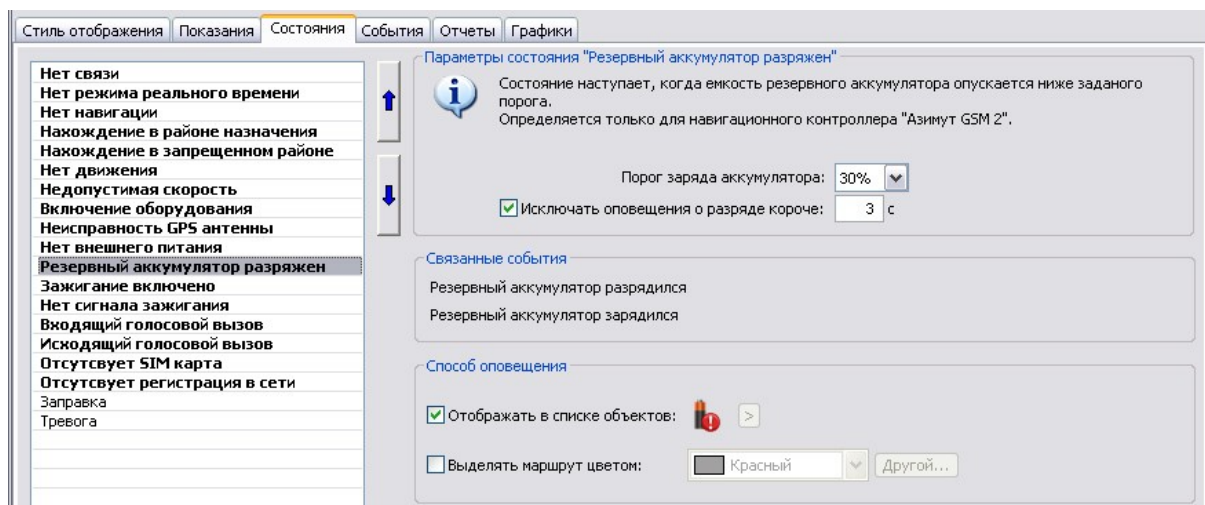 Стиль отображения Показания Состояния События Отчеты Графики
Нет связи
Нет режима реального времени
Нет навигации
Нахождение в районе назначения
Нахождение в запрещенном районе
Нет движения
Недопустимая скорость
Включение оборудования
Неисправность GPS антенны
Нет внешнего питания
Резервный аккумулятор разряжен
Зажигание включено
Нет сигнала зажигания
Входящий голосовой вызов
Исходящий голосовой вызов
Отсутсвует SIM карта
Отсутсвует регистрация в сети
Заправка
Тревога
Параметры состояния "Резервный аккумулятор разряжен"
Состояние наступает, когда емкость резервного аккумулятора опускается ниже заданого
порога.
Определяется только для навигационного контроллера "Азимут GSM 2".
Порог заряда аккумулятора: 30%
Исключать оповещения о разряде короче: 3 с
Связанные события
Резервный аккумулятор разрядился
Резервный аккумулятор зарядился
Способ оповещения
Отображать в списке объектов: >
Выделять маршрут цветом: Красный Другой...